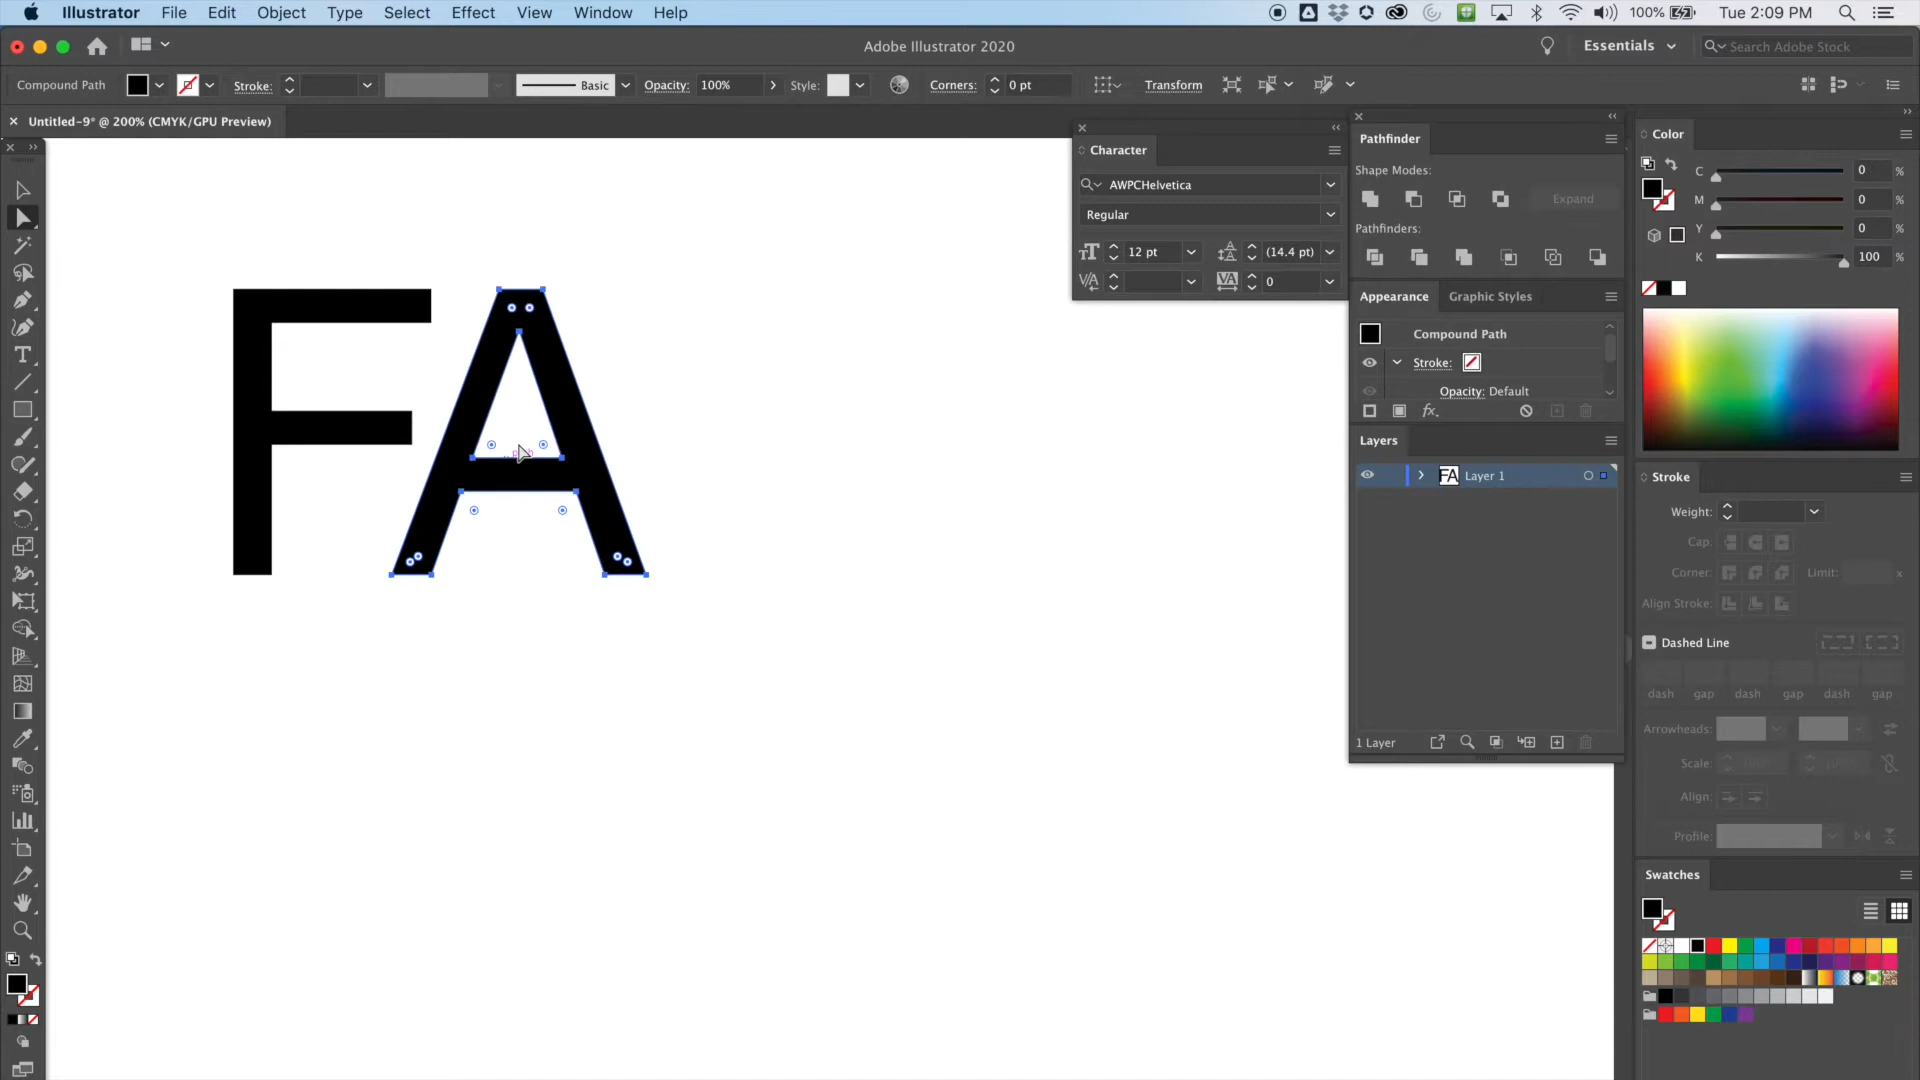 Illustrator File Edit Object Type Select Effect View Window Help 100% Tue 2:09 PM
Adobe Illustrator 2020 Essentials Search Adobe Stock
Compound Path Stroke: Basic Opacity: 100% Style: Corners: 0 pt Transform
Untitled-9* @ 200% (CMYK/GPU Preview)
FA
Character
AWPCHelvetica
Regular
12 pt (14.4 pt)
0
Pathfinder
Shape Modes:
Expand
Pathfinders:
Appearance Graphic Styles
Compound Path
Stroke:
Opacity: Default
fx.
Layers
FA Layer 1
1 Layer
Color
C 0 %
M 0 %
Y 0 %
K 100 %
Stroke
Weight:
Cap:
Corner: Limit: x
Align Stroke:
Dashed Line
dash gap dash gap dash gap
Arrowheads:
Scale: 100% 100%
Align:
Profile:
Swatches